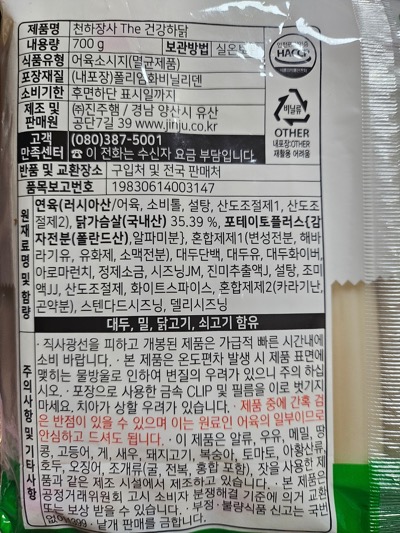 제품명 천하장사 The 건강하닭
내용량 700 g 보관방법 실온
식품유형 어육소시지(멸균제품)
포장재질 (내포장)폴리염화비닐리덴
소비기한 후면하단 표시일까지
제조 및 판매원 ㈜진주햄 / 경남 양산시 유산
공단7길 39 www.jinju.co.kr
고객 만족센터 (080)387-5001
☎ 이 전화는 수신자 요금 부담입니다.
반품 및 교환장소 구입처 및 전국 판매처
품목보고번호 19830614003147
HACCP
비닐류
OTHER
내포장:OTHER
재활용 어려움
원재료명 및 함량
연육(러시아산/어육, 소비톨, 설탕, 산도조절제1, 산도조
절제2), 닭가슴살(국내산) 35.39 %, 포테이토플러스{감
자전분(폴란드산),알파미분}, 혼합제제1(변성전분, 해바
라기유, 유화제, 소맥전분), 대두단백, 대두유, 대두화이버,
아로마런치, 정제소금, 시즈닝JM, 진미추출액J, 설탕, 조미
액JJ, 산도조절제, 화이트스파이스, 혼합제제2(카라기난,
곤약분), 스텐다드시즈닝, 델리시즈닝
대두, 밀, 닭고기, 쇠고기 함유
주의사항 및 기타사항
· 직사광선을 피하고 개봉된 제품은 가급적 빠른 시간내에
소비 바랍니다. · 본 제품은 온도편차 발생 시 제품 표면에
맺히는 물방울로 인하여 변질의 우려가 있으니 주의 하십
시오 · 포장으로 사용한 금속 CLIP 및 필름을 이로 벗기지
마세요. 치아가 상할 우려가 있습니다. · 제품 중에 간혹 검
은 반점이 있을 수 있으며 이는 원료인 어육의 일부이므로
안심하고 드셔도 됩니다. · 이 제품은 알류, 우유, 메밀, 땅
콩, 고등어, 게, 새우, 돼지고기, 복숭아, 토마토, 아황산류,
호두, 오징어, 조개류(굴, 전복, 홍합 포함), 잣을 사용한 제
품과 같은 제조 시설에서 제조하고 있습니다. · 본 제품은
공정거래위원회 고시 소비자 분쟁해결 기준에 의거 교환
또는 보상 받을 수 있습니다. · 부정·불량식품 신고는 국번
없이1399 · 낱개 판매를 금합니다.